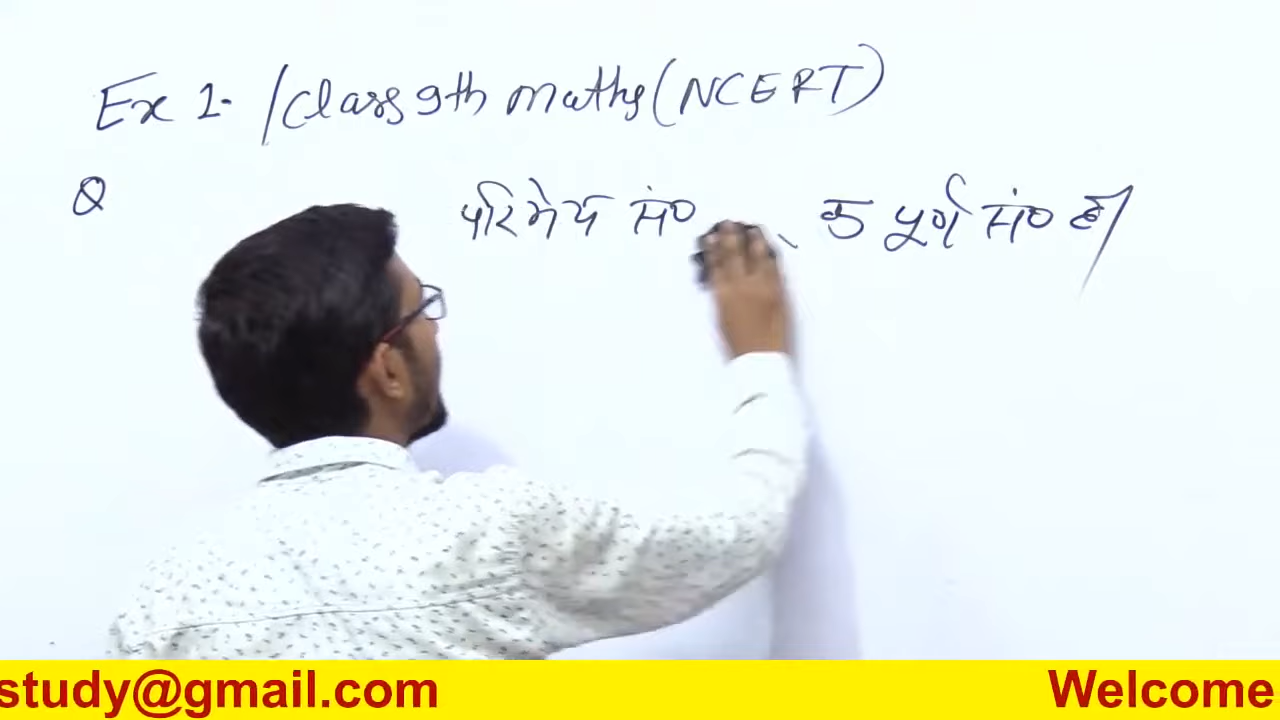 Ex 1. / Class 9th maths (NCERT)
Q परिमेय सं० क पूर्ण सं० है।
study@gmail.com Welcome